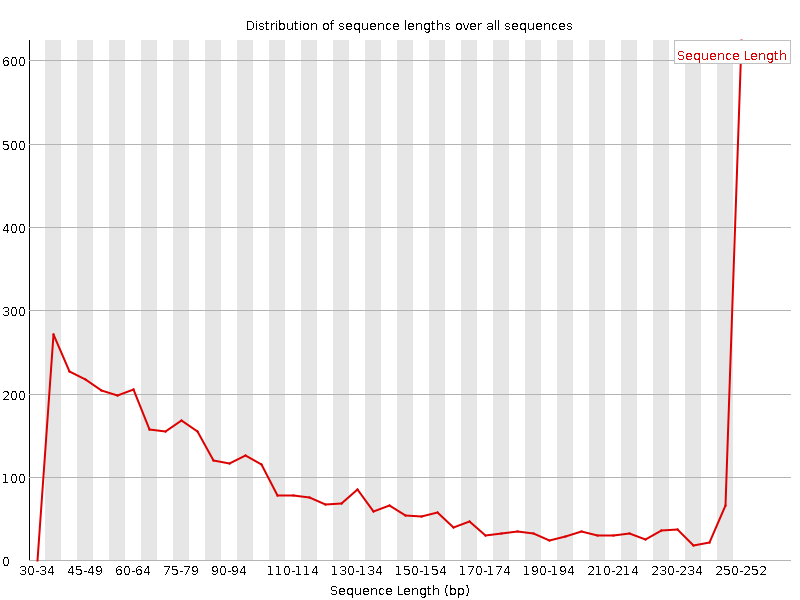 Distribution of sequence lengths over all sequences
Sequence Length
600
500
400
300
200
100
0
30-34 45-49 60-64 75-79 90-94 110-114 130-134 150-154 170-174 190-194 210-214 230-234 250-252
Sequence Length (bp)